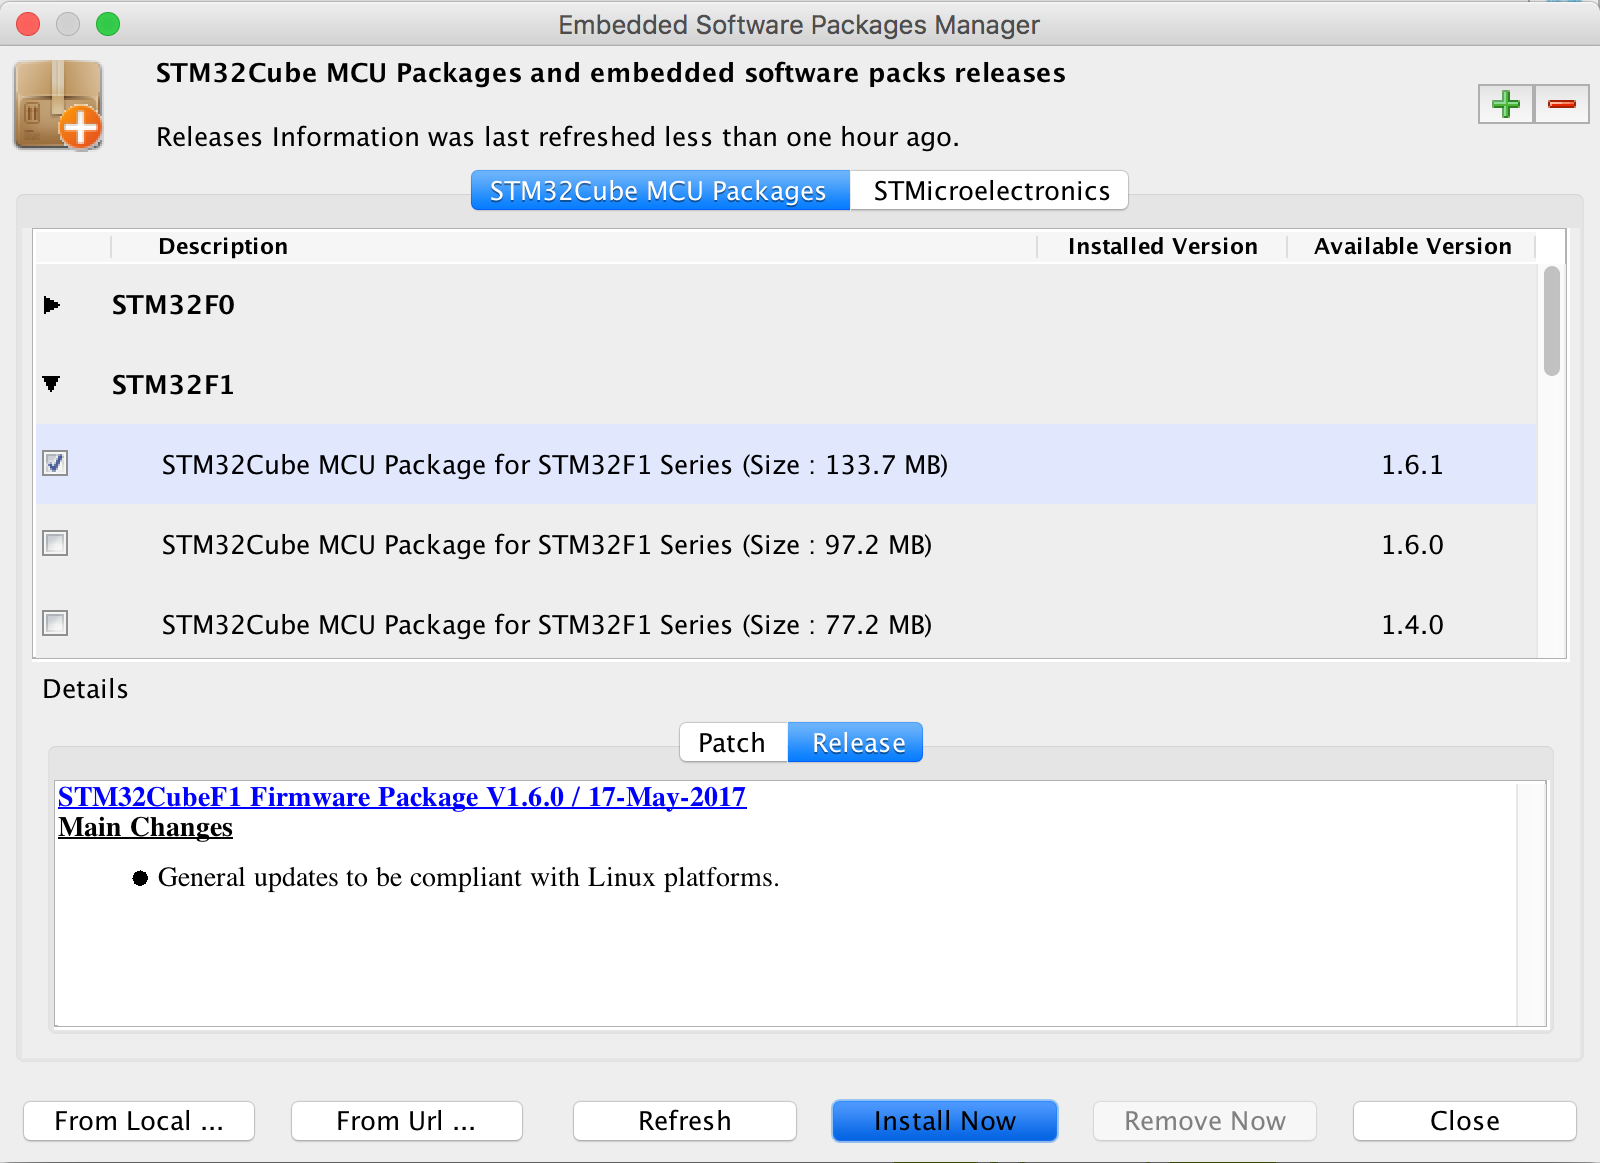 Embedded Software Packages Manager
STM32Cube MCU Packages and embedded software packs releases
Releases Information was last refreshed less than one hour ago.
STM32Cube MCU Packages STMicroelectronics
Description Installed Version Available Version
STM32F0
STM32F1
STM32Cube MCU Package for STM32F1 Series (Size : 133.7 MB) 1.6.1
STM32Cube MCU Package for STM32F1 Series (Size : 97.2 MB) 1.6.0
STM32Cube MCU Package for STM32F1 Series (Size : 77.2 MB) 1.4.0
Details
Patch Release
STM32CubeF1 Firmware Package V1.6.0 / 17-May-2017
Main Changes
General updates to be compliant with Linux platforms.
From Local ... From Url ... Refresh Install Now Remove Now Close